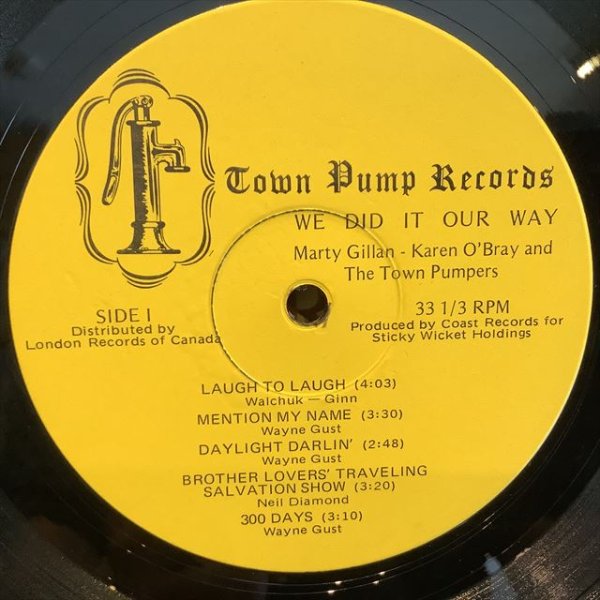 Town Pump Records
WE DID IT OUR WAY
Marty Gillan - Karen O'Bray and
The Town Pumpers
SIDE I
Distributed by
London Records of Canada
33 1/3 RPM
Produced by Coast Records for
Sticky Wicket Holdings
LAUGH TO LAUGH (4:03)
Walchuk — Ginn
MENTION MY NAME (3:30)
Wayne Gust
DAYLIGHT DARLIN' (2:48)
Wayne Gust
BROTHER LOVERS' TRAVELING
SALVATION SHOW (3:20)
Neil Diamond
300 DAYS (3:10)
Wayne Gust